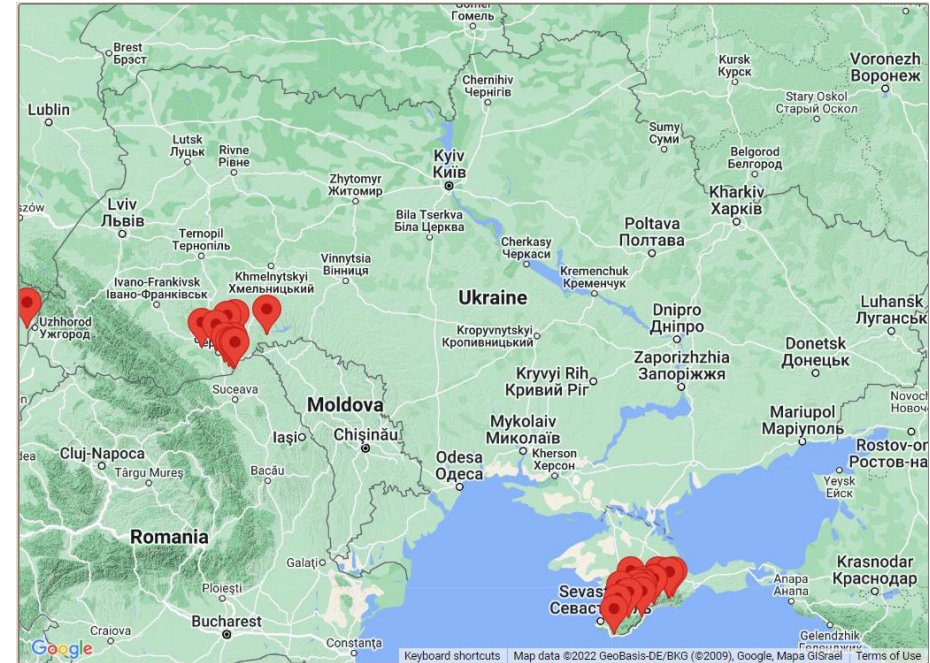 Гомель
Brest
Брэст
Chernihiv
Чернігів
Kursk
Курск
Voronezh
Воронеж
Lublin
Stary Oskol
Старый Оскол
Lutsk
Луцьк
Rivne
Рівне
Kyiv
Київ
Sumy
Суми
Belgorod
Белгород
Zhytomyr
Житомир
Kharkiv
Харків
Lviv
Львів
Bila Tserkva
Біла Церква
Poltava
Полтава
Ternopil
Тернопіль
Cherkasy
Черкаси
Vinnytsia
Вінниця
Khmelnytskyi
Хмельницький
Kremenchuk
Кременчук
Ivano-Frankivsk
Івано-Франківськ
Ukraine
Luhansk
Луганськ
Uzhhorod
Ужгород
Dnipro
Дніпро
Kropyvnytskyi
Кропивницький
Donetsk
Донецьк
Zaporizhzhia
Запоріжжя
Kryvyi Rih
Кривий Ріг
Suceava
Moldova
Mykolaiv
Миколаїв
Mariupol
Маріуполь
Iași
Chișinău
Kherson
Херсон
Cluj-Napoca
Târgu Mureș
Bacău
Odesa
Одеса
Yeysk
Ейск
Romania
Galați
Krasnodar
Краснодар
Anapa
Анапа
Ploiești
Bucharest
Craiova
Constanța
Gelendzhik
Google
Keyboard shortcuts
Map data ©2022 GeoBasis-DE/BKG (©2009), Google, Mapa GISrael
Terms of Use